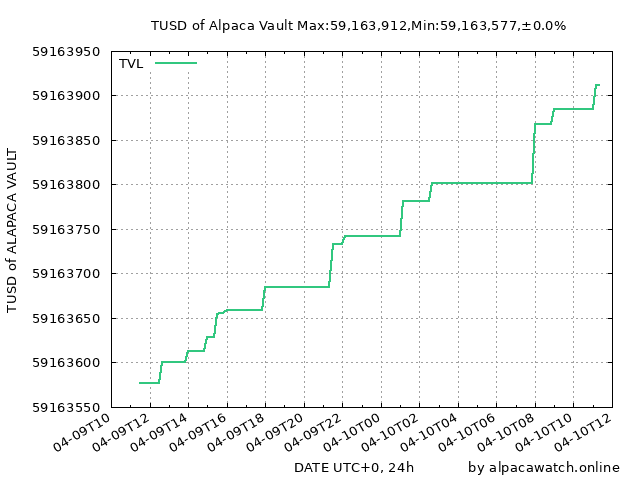 TUSD of Alpaca Vault Max:59,163,912,Min:59,163,577,±0.0%
TVL
59163950
59163900
59163850
59163800
59163750
59163700
59163650
59163600
59163550
TUSD of ALAPACA VAULT
04-09T10
04-09T12
04-09T14
04-09T16
04-09T18
04-09T20
04-09T22
04-10T00
04-10T02
04-10T04
04-10T06
04-10T08
04-10T10
04-10T12
DATE UTC+0, 24h
by alpacawatch.online